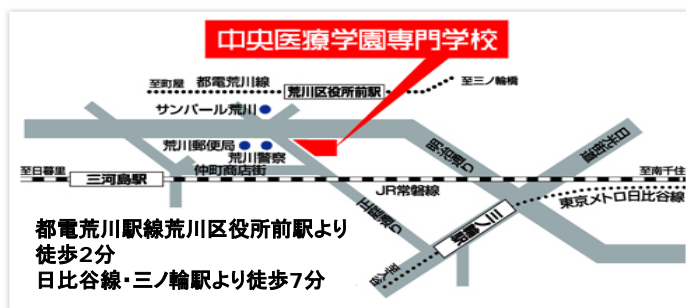 中央医療学園専門学校
至町屋 都電荒川線 荒川区役所前駅 至三ノ輪橋
サンパール荒川
荒川郵便局
荒川警察
仲町商店街
明治通り
日光街道
至日暮里 三河島駅 JR常磐線 至南千住
東京メトロ日比谷線
正庭通り
三ノ輪駅
至上野
都電荒川駅線荒川区役所前駅より
徒歩2分
日比谷線・三ノ輪駅より徒歩7分